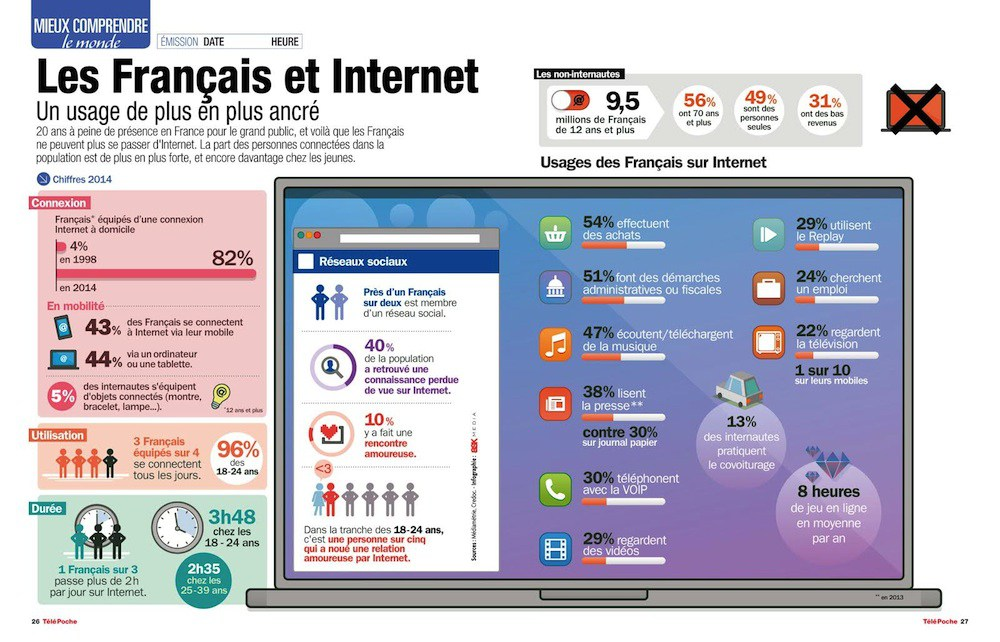 MIEUX COMPRENDRE
le monde
ÉMISSION DATE HEURE
Les Français et Internet
Un usage de plus en plus ancré
20 ans à peine de présence en France pour le grand public, et voilà que les Français
ne peuvent plus se passer d'Internet. La part des personnes connectées dans la
population est de plus en plus forte, et encore davantage chez les jeunes.
Chiffres 2014
Connexion
Français* équipés d'une connexion
Internet à domicile
4%
en 1998
82%
en 2014
En mobilité
43% des Français se connectent
à Internet via leur mobile
44% via un ordinateur
ou une tablette.
5% des internautes s'équipent
d'objets connectés (montre,
bracelet, lampe...).
*12 ans et plus
Utilisation
3 Français
équipés sur 4
se connectent
tous les jours.
96%
des
18-24 ans
Durée
1 Français sur 3
passe plus de 2h
par jour sur Internet.
3h48
chez les
18 - 24 ans
2h35
chez les
25-39 ans
Les non-internautes
9,5
millions de Français
de 12 ans et plus
56%
ont 70 ans
et plus
49%
sont des
personnes
seules
31%
ont des bas
revenus
Usages des Français sur Internet
Réseaux sociaux
Près d'un Français
sur deux est membre
d'un réseau social.
40%
de la population
a retrouvé une
connaissance perdue
de vue sur Internet.
10%
y a fait une
rencontre
amoureuse.
<3
Dans la tranche des 18-24 ans,
c'est une personne sur cinq
qui a noué une relation
amoureuse par Internet.
Sources : Médiamétrie, Credoc. - Infographie : MEDIA
54% effectuent
des achats
51% font des démarches
administratives ou fiscales
47% écoutent/téléchargent
de la musique
38% lisent
la presse**
contre 30%
sur journal papier
30% téléphonent
avec la VOIP
29% regardent
des vidéos
29% utilisent
le Replay
24% cherchent
un emploi
22% regardent
la télévision
1 sur 10
sur leurs mobiles
13%
des internautes
pratiquent
le covoiturage
8 heures
de jeu en ligne
en moyenne
par an
** en 2013
26 Télé Poche
Télé Poche 27